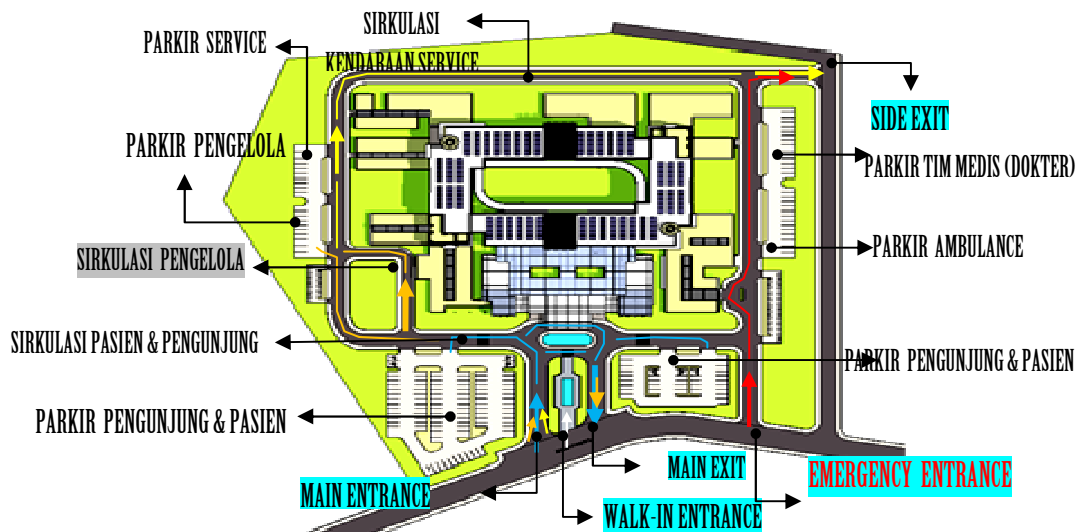 SIRKULASI
PARKIR SERVICE
KENDARAAN SERVICE
SIDE EXIT
PARKIR PENGELOLA
PARKIR TIM MEDIS (DOKTER)
PARKIR AMBULANCE
SIRKULASI PENGELOLA
SIRKULASI PASIEN & PENGUNJUNG
PARKIR PENGUNJUNG & PASIEN
PARKIR PENGUNJUNG & PASIEN
MAIN EXIT
EMERGENCY ENTRANCE
MAIN ENTRANCE
WALK-IN ENTRANCE